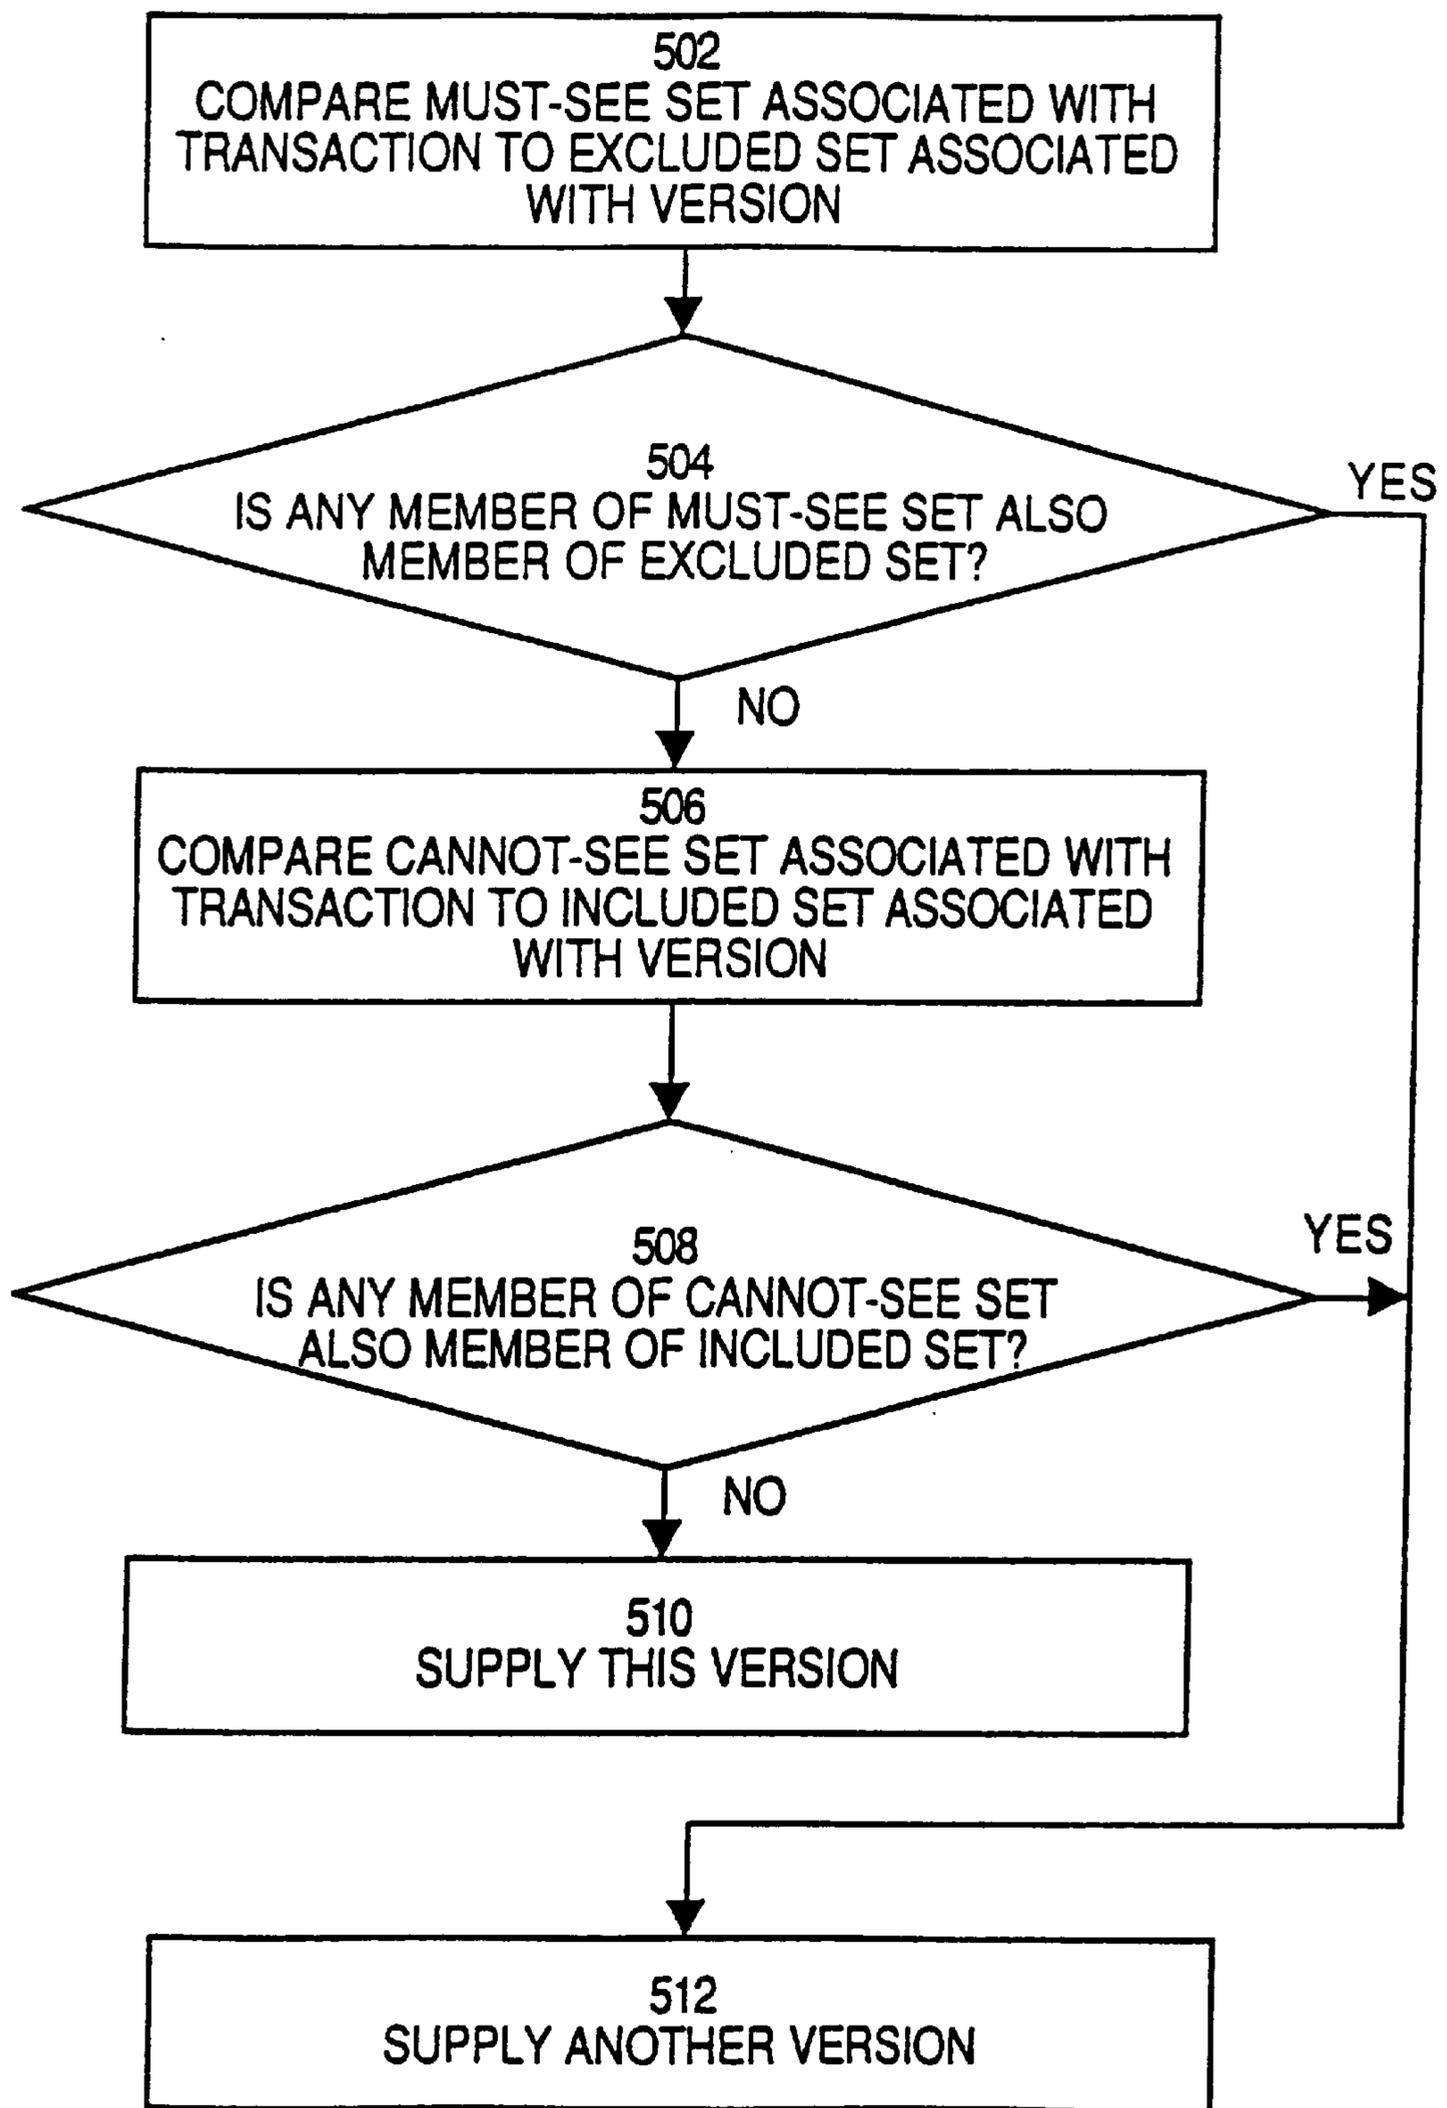 502
COMPARE MUST-SEE SET ASSOCIATED WITH
TRANSACTION TO EXCLUDED SET ASSOCIATED
WITH VERSION
504
IS ANY MEMBER OF MUST-SEE SET ALSO
MEMBER OF EXCLUDED SET?
YES
NO
506
COMPARE CANNOT-SEE SET ASSOCIATED WITH
TRANSACTION TO INCLUDED SET ASSOCIATED
WITH VERSION
508
IS ANY MEMBER OF CANNOT-SEE SET
ALSO MEMBER OF INCLUDED SET?
YES
NO
510
SUPPLY THIS VERSION
512
SUPPLY ANOTHER VERSION